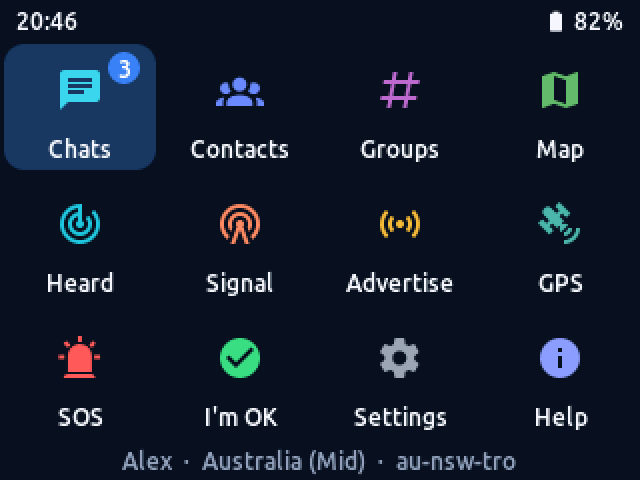 20:46 82%
3
Chats Contacts Groups Map
Heard Signal Advertise GPS
SOS I'm OK Settings Help
Alex · Australia (Mid) · au-nsw-tro